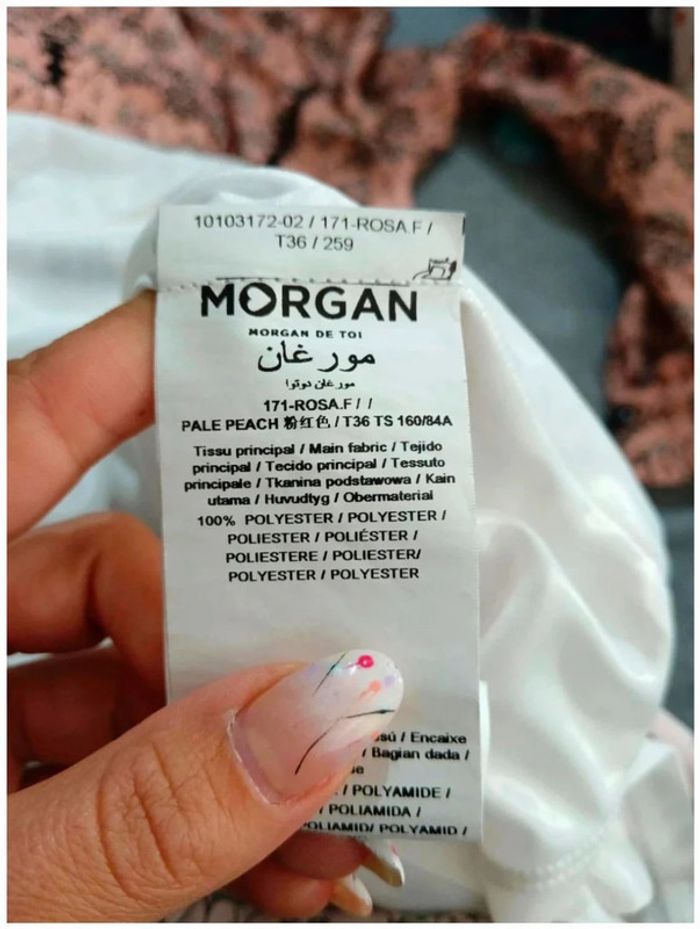 10103172-02 / 171-ROSA.F /
T36 / 259
MORGAN
MORGAN DE TOI
مورغان
مورغان دوتوا
171-ROSA.F / /
PALE PEACH 粉红色 / T36 TS 160/84A
Tissu principal / Main fabric / Tejido
principal / Tecido principal / Tessuto
principale / Tkanina podstawowa / Kain
utama / Huvudtyg / Obermaterial
100% POLYESTER / POLYESTER /
POLIESTER / POLIÉSTER /
POLIESTERE / POLIESTER/
POLYESTER / POLYESTER
/ Encaixe
/ Bagian dada /
/ POLYAMIDE /
/ POLIAMIDA /
/ POLYAMID /